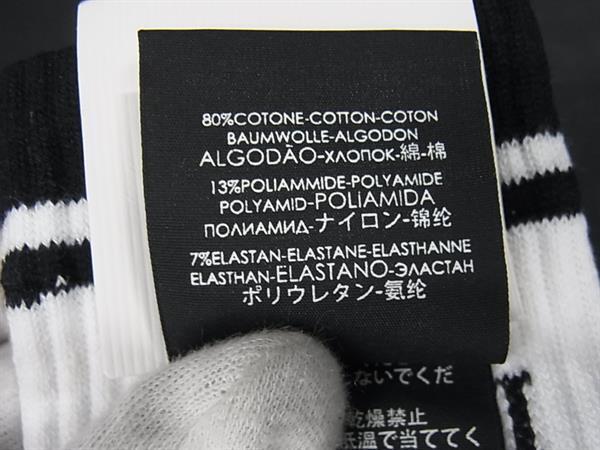 80%COTONE-COTTON-COTON
BAUMWOLLE-ALGODON
ALGODÃO-ХЛОПОК-綿-棉
13%POLIAMMIDE-POLYAMIDE
POLYAMID-POLIAMIDA
ПОЛИАМИД-ナイロン-锦纶
7%ELASTAN-ELASTANE-ELASTHANNE
ELASTHAN-ELASTANO-ЭЛАСТАН
ポリウレタン-氨纶
ないでくだ
乾燥禁止
低温で当ててく